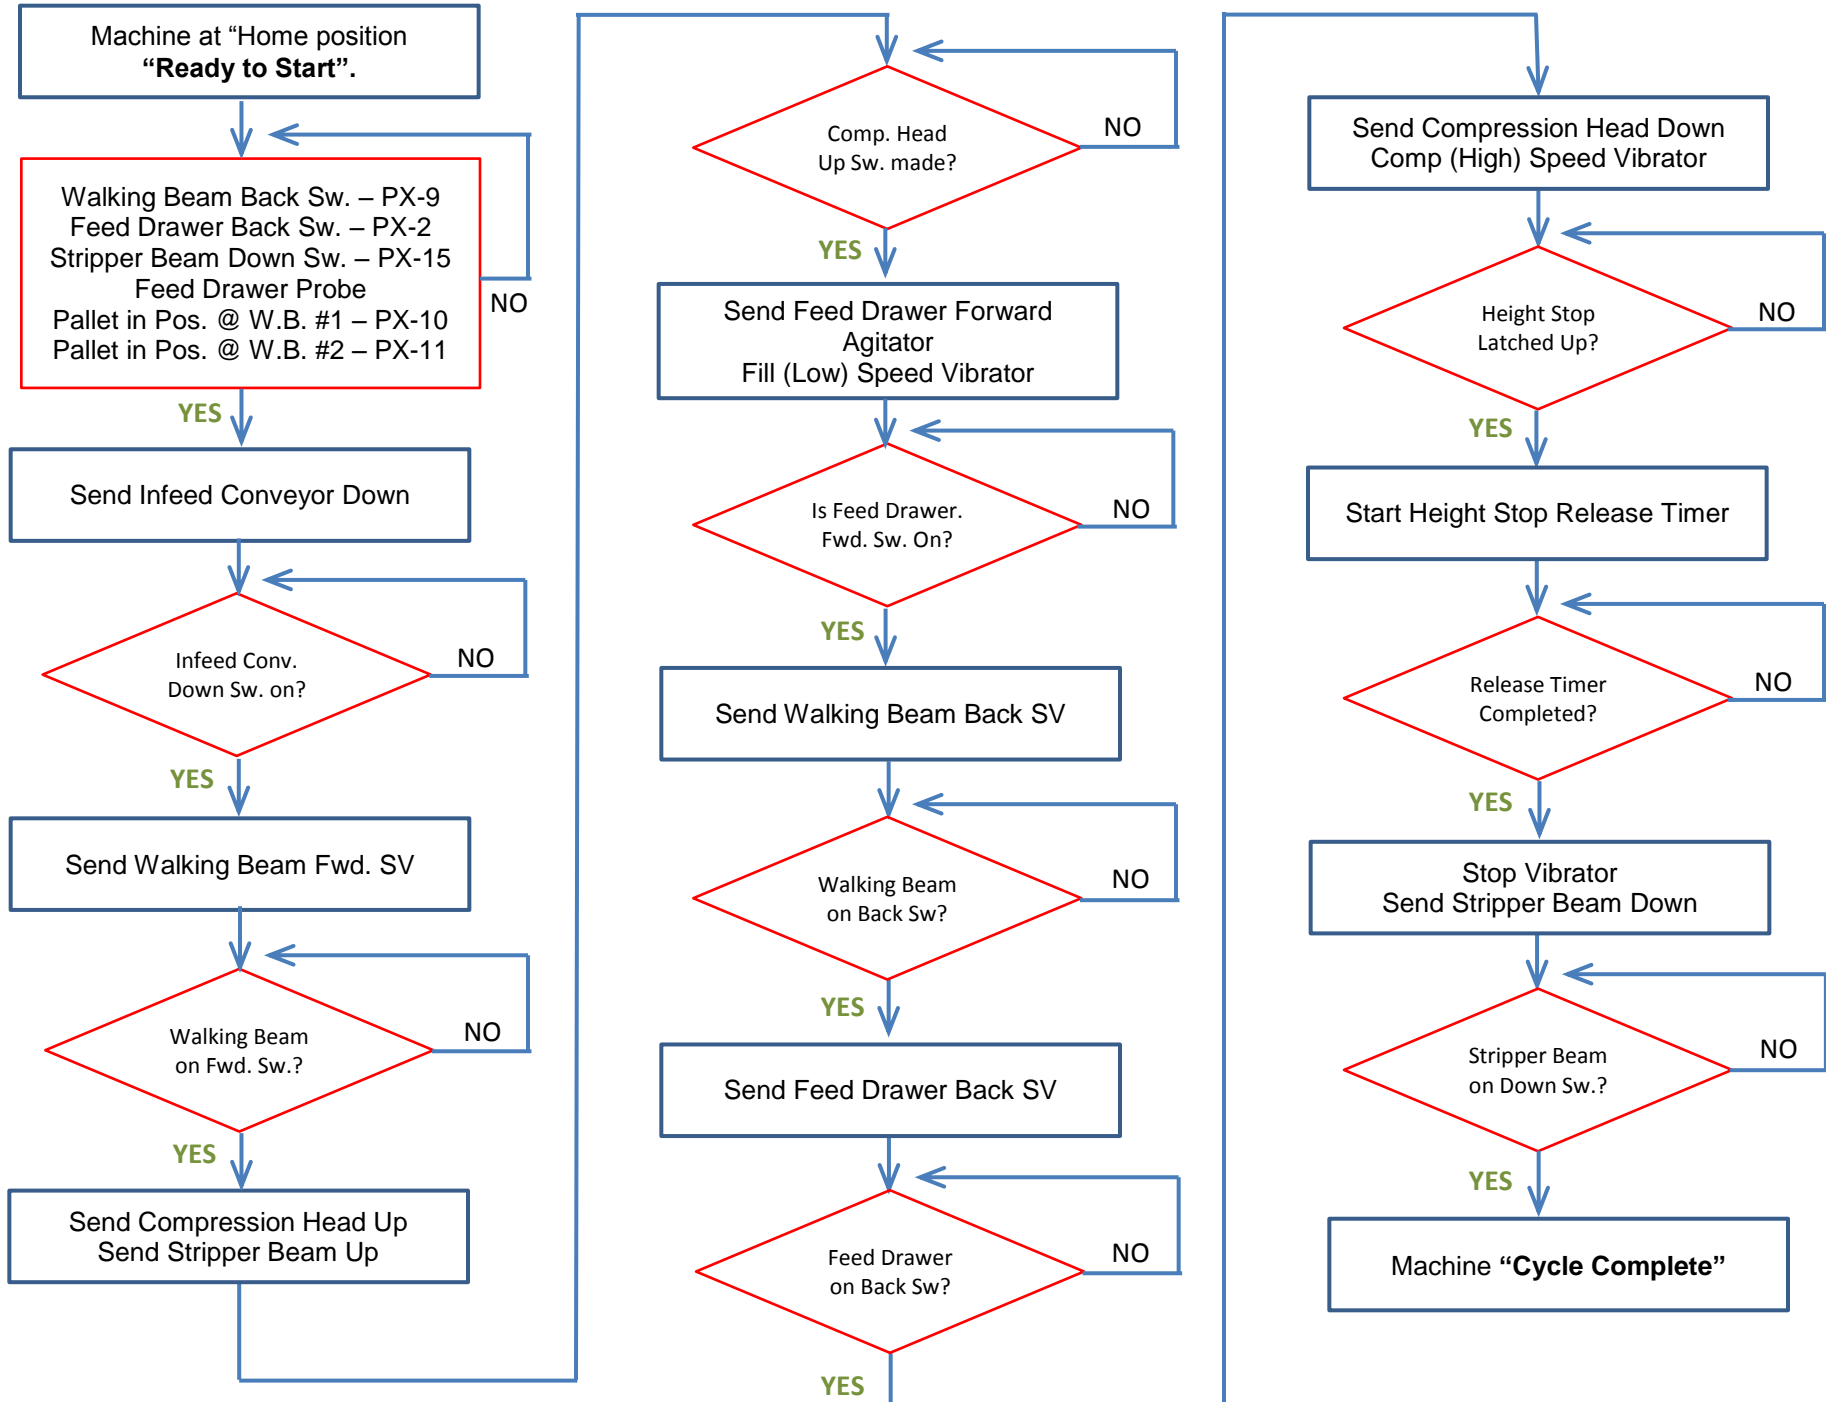 Machine at “Home position
“Ready to Start”.
Walking Beam Back Sw. – PX-9
Feed Drawer Back Sw. – PX-2
Stripper Beam Down Sw. – PX-15
Feed Drawer Probe
Pallet in Pos. @ W.B. #1 – PX-10
Pallet in Pos. @ W.B. #2 – PX-11
NO
YES
Send Infeed Conveyor Down
Infeed Conv.
Down Sw. on?
NO
YES
Send Walking Beam Fwd. SV
Walking Beam
on Fwd. Sw.?
NO
YES
Send Compression Head Up
Send Stripper Beam Up
Comp. Head
Up Sw. made?
NO
YES
Send Feed Drawer Forward
Agitator
Fill (Low) Speed Vibrator
Is Feed Drawer.
Fwd. Sw. On?
NO
YES
Send Walking Beam Back SV
Walking Beam
on Back Sw?
NO
YES
Send Feed Drawer Back SV
Feed Drawer
on Back Sw?
NO
YES
Send Compression Head Down
Comp (High) Speed Vibrator
Height Stop
Latched Up?
NO
YES
Start Height Stop Release Timer
Release Timer
Completed?
NO
YES
Stop Vibrator
Send Stripper Beam Down
Stripper Beam
on Down Sw.?
NO
YES
Machine “Cycle Complete”